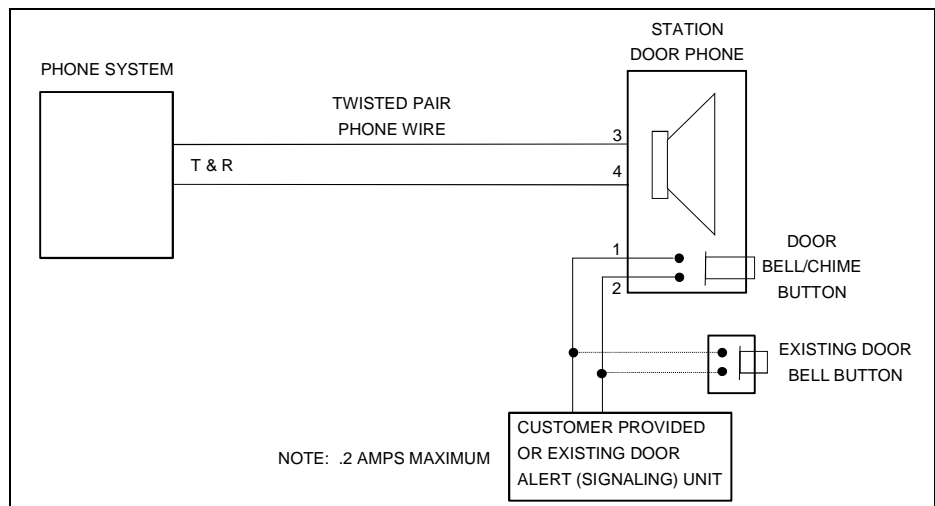 STATION
DOOR PHONE
PHONE SYSTEM
TWISTED PAIR
PHONE WIRE
3
T & R
4
1
2
DOOR
BELL/CHIME
BUTTON
EXISTING DOOR
BELL BUTTON
CUSTOMER PROVIDED
OR EXISTING DOOR
ALERT (SIGNALING) UNIT
NOTE: .2 AMPS MAXIMUM